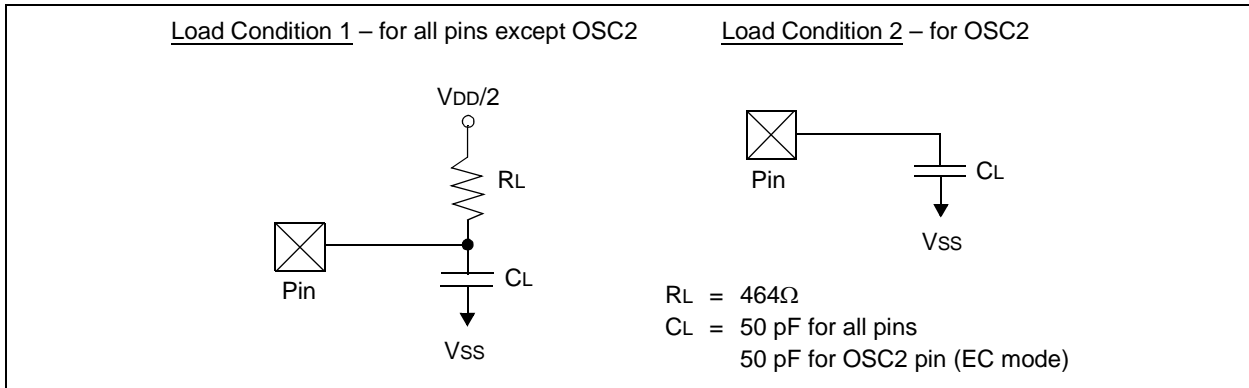 Load Condition 1 – for all pins except OSC2
VDD/2
RL
Pin
CL
VSS
Load Condition 2 – for OSC2
Pin
CL
VSS
RL = 464Ω
CL = 50 pF for all pins
50 pF for OSC2 pin (EC mode)